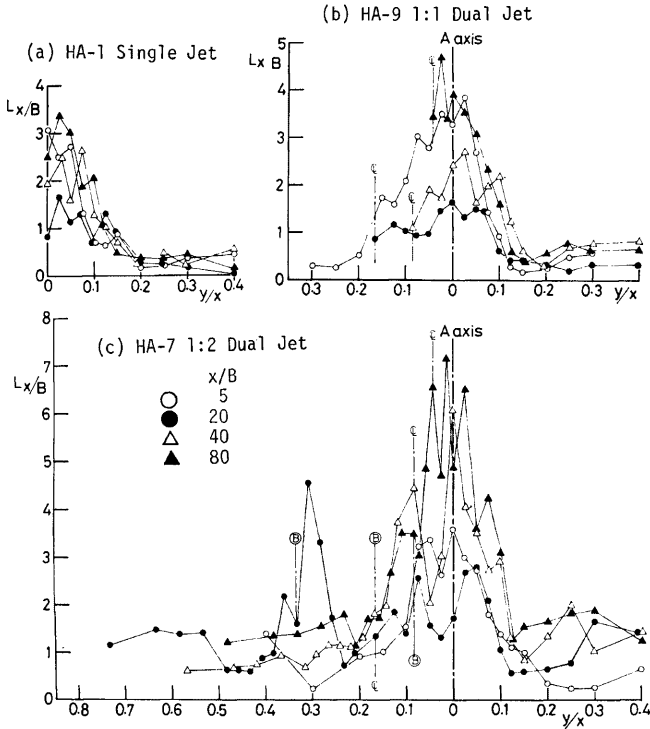 (a) HA-1 Single Jet
Lx/B
4
3
2
1
0
0 0.1 0.2 0.3 0.4
y/x
(b) HA-9 1:1 Dual Jet
A axis
Lx B
5
4
3
2
1
0
℄
℄
℄
0.3 0.2 0.1 0 0.1 0.2 0.3
y/x
(c) HA-7 1:2 Dual Jet
A axis
Lx/B
8
7
6
5
4
3
2
1
0
x/B
5
20
40
80
℄
℄
B
B
B
℄
0.8 0.7 0.6 0.5 0.4 0.3 0.2 0.1 0 0.1 0.2 0.3 0.4
y/x